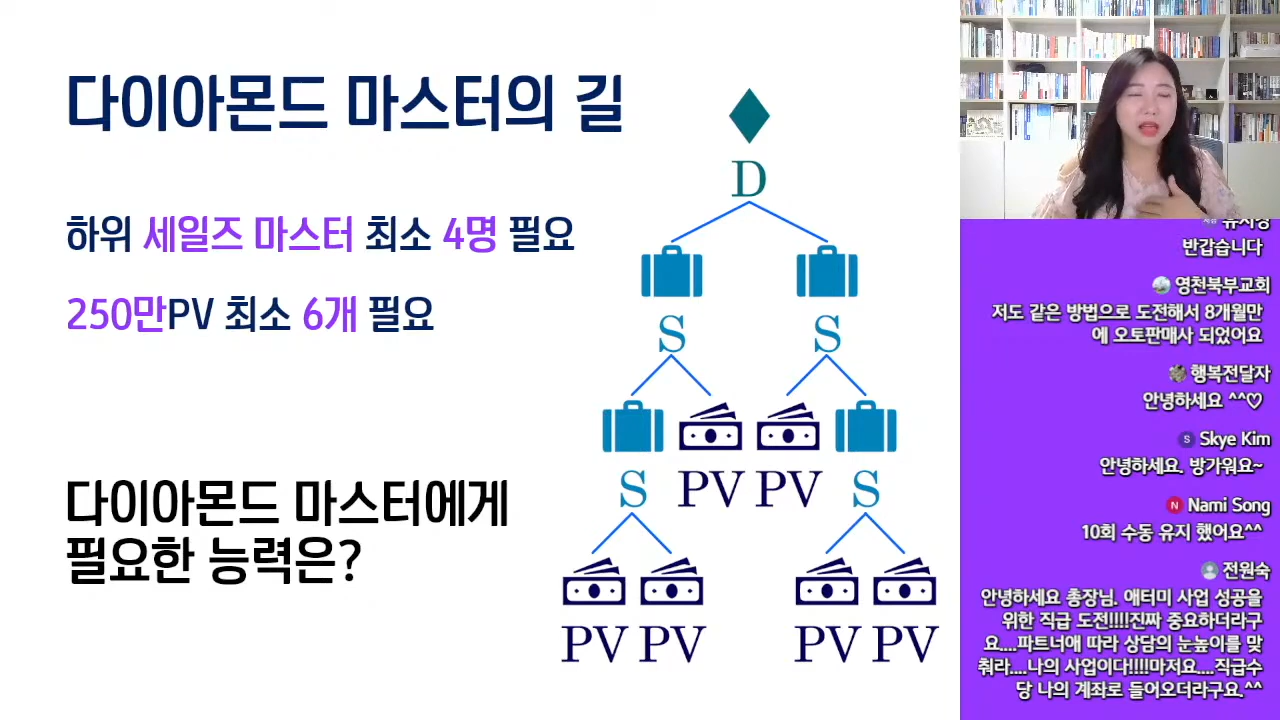 다이아몬드 마스터의 길
하위 세일즈 마스터 최소 4명 필요
250만PV 최소 6개 필요
다이아몬드 마스터에게
필요한 능력은?
D
S
S
S
PV
PV
S
PV
PV
PV
PV
반갑습니다
영천북부교회
저도 같은 방법으로 도전해서 8개월만
에 오토판매사 되었어요
행복전달자
안녕하세요 ^^♡
S
Skye Kim
안녕하세요. 방가워요~
N
Nami Song
10회 수동 유지 했어요^^
전원숙
안녕하세요 총장님. 애터미 사업 성공을
위한 직급 도전!!!!진짜 중요하더라구
요....파트너애 따라 상담의 눈높이를 맞
춰라....나의 사업이다!!!!마저요....직급수
당 나의 계좌로 들어오더라구요.^^